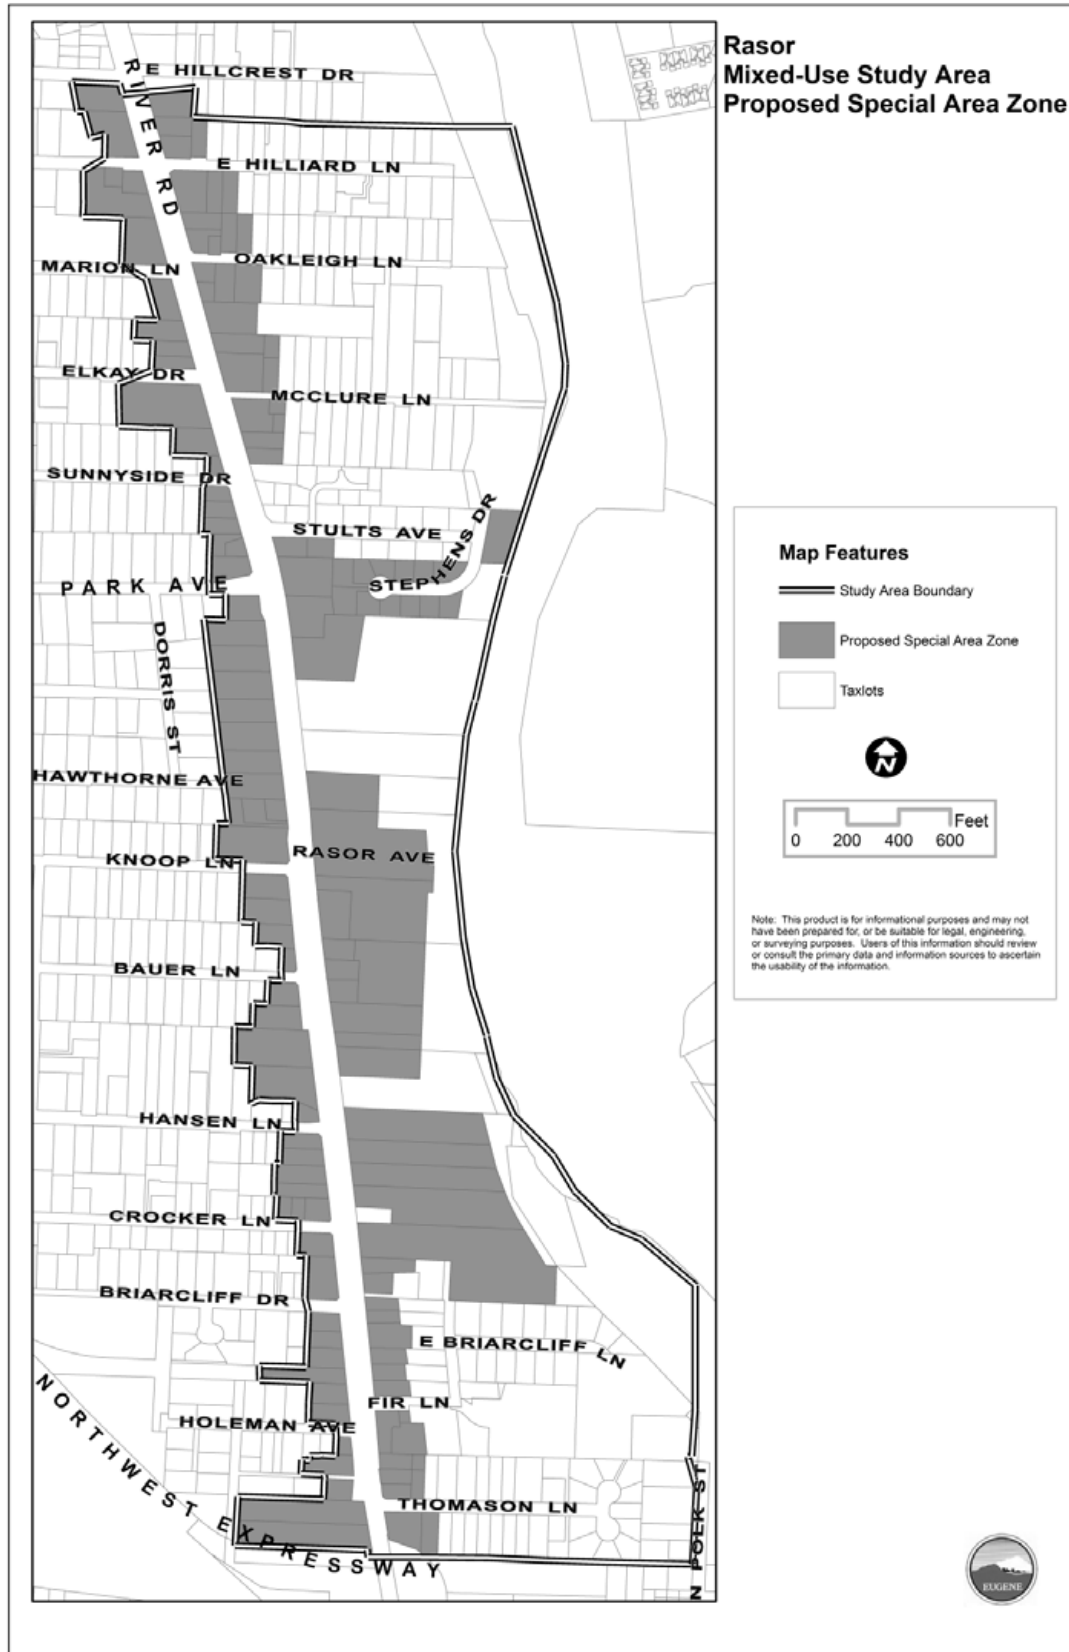 Rasor
Mixed-Use Study Area
Proposed Special Area Zone
E HILLCREST DR
RIVER RD
E HILLIARD LN
OAKLEIGH LN
MARION LN
ELKAY DR
MCCLURE LN
SUNNYSIDE DR
STULTS AVE
STEPHENS DR
PARK AVE
DORRIS ST
HAWTHORNE AVE
RASOR AVE
KNOOP LN
BAUER LN
HANSEN LN
CROCKER LN
BRIARCLIFF DR
E BRIARCLIFF LN
FIR LN
HOLEMAN AVE
NORTHWEST EXPRESSWAY
THOMASON LN
N POLK ST
Map Features
Study Area Boundary
Proposed Special Area Zone
Taxlots
N
Feet
0 200 400 600
Note: This product is for informational purposes and may not
have been prepared for, or be suitable for legal, engineering,
or surveying purposes. Users of this information should review
or consult the primary data and information sources to ascertain
the usability of the information.
EUGENE